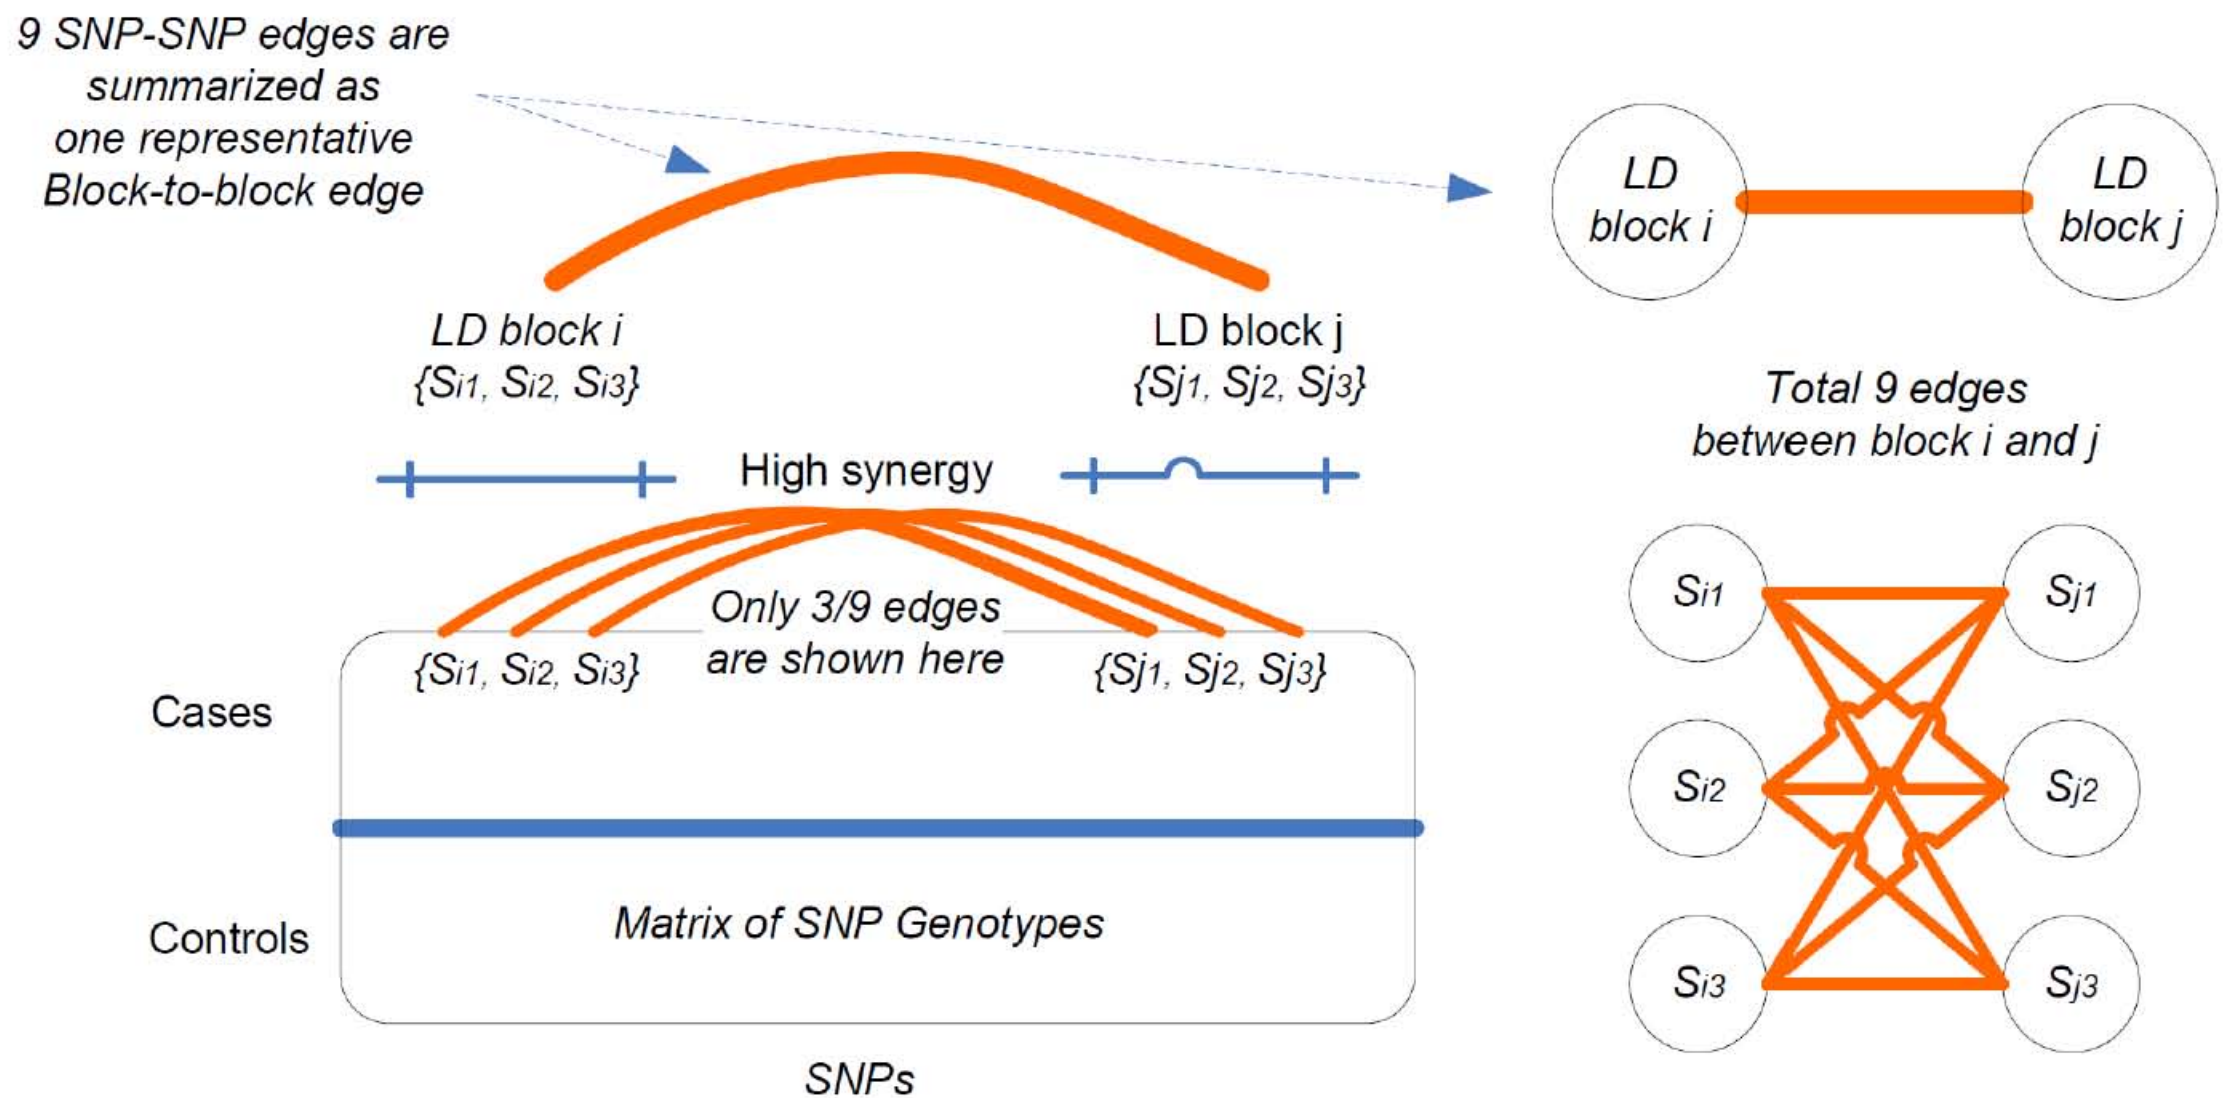 9 SNP-SNP edges are
summarized as
one representative
Block-to-block edge
LD
block i
LD
block j
LD block i
{Si1, Si2, Si3}
LD block j
{Sj1, Sj2, Sj3}
Total 9 edges
between block i and j
High synergy
Only 3/9 edges
are shown here
{Si1, Si2, Si3}
{Sj1, Sj2, Sj3}
Cases
Controls
Matrix of SNP Genotypes
SNPs
Si1
Sj1
Si2
Sj2
Si3
Sj3